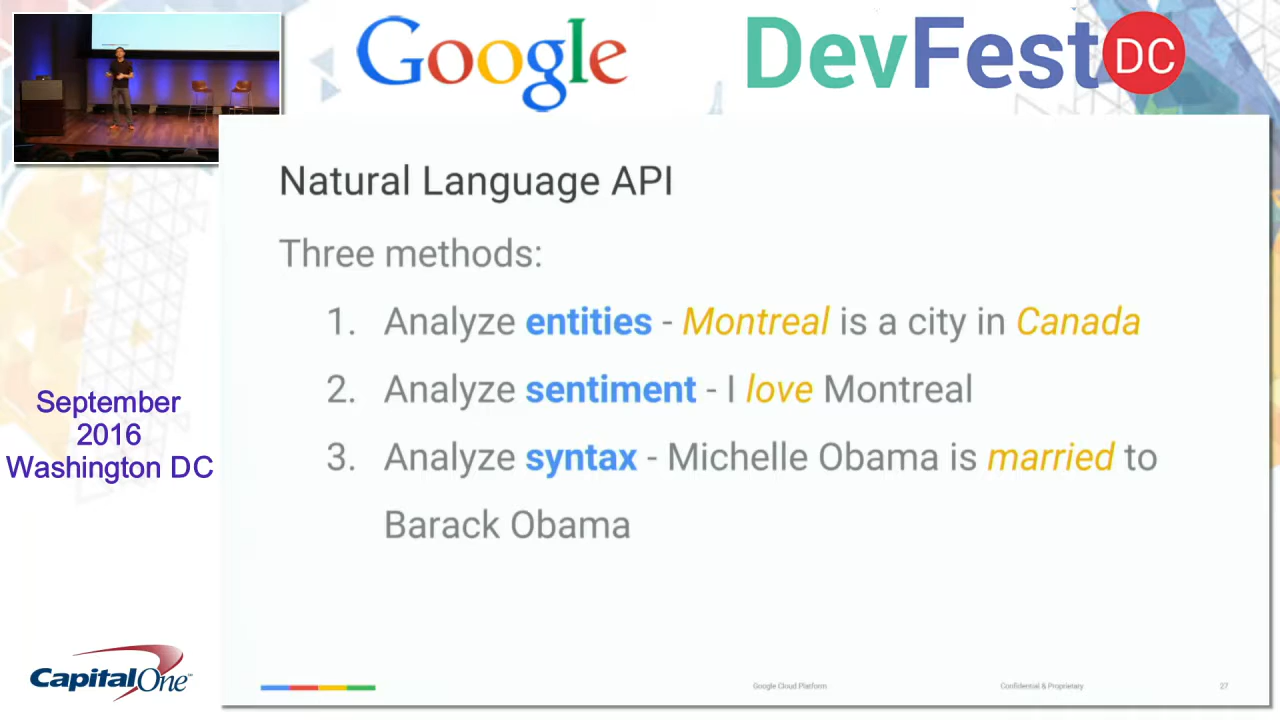 Google
DevFest DC
Natural Language API
Three methods:
1. Analyze entities - Montreal is a city in Canada
2. Analyze sentiment - I love Montreal
3. Analyze syntax - Michelle Obama is married to
Barack Obama
September
2016
Washington DC
CapitalOne
Google Cloud Platform
Confidential & Proprietary
27